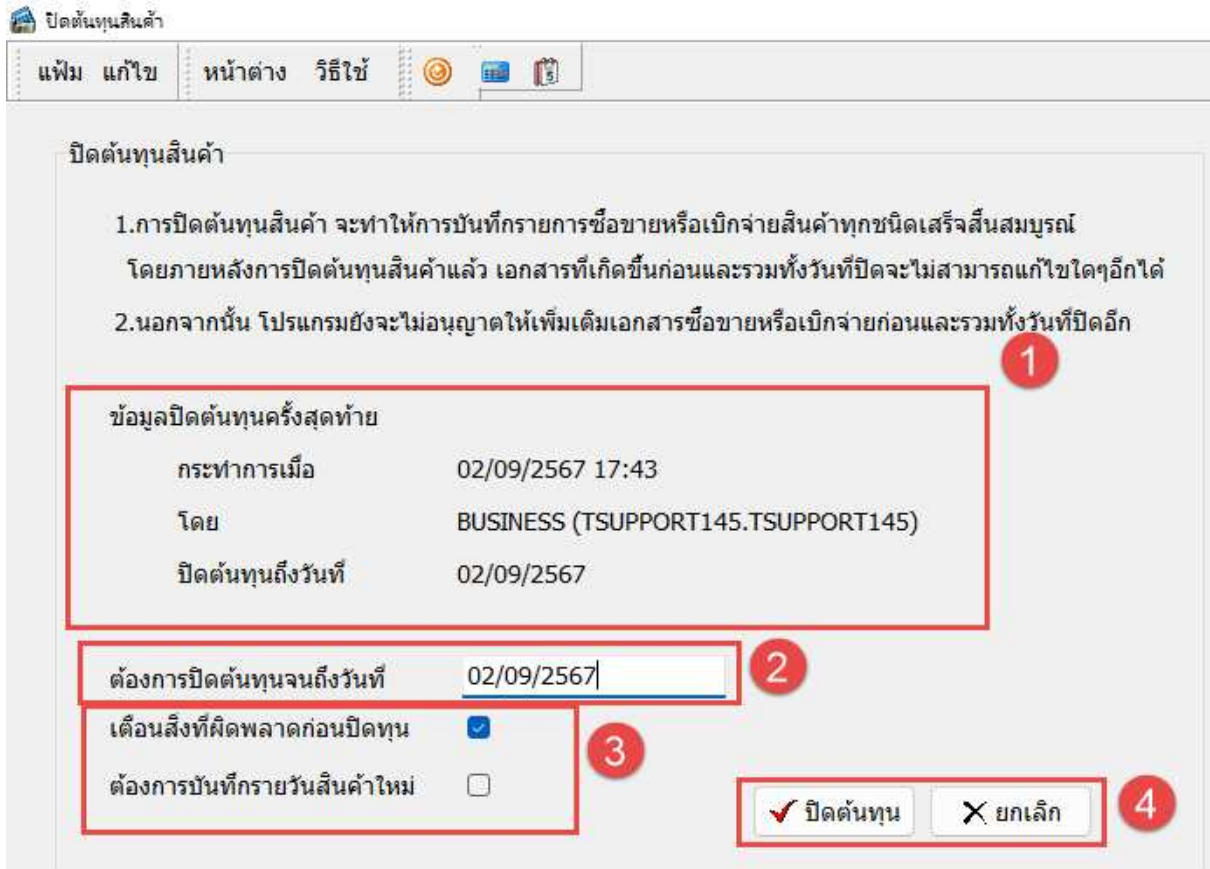 ปิดต้นทุนสินค้า
แฟ้ม แก้ไข หน้าต่าง วิธีใช้ 5
ปิดต้นทุนสินค้า
1.การปิดต้นทุนสินค้า จะทำให้การบันทึกรายการซื้อขายหรือเบิกจ่ายสินค้าทุกชนิดเสร็จสิ้นสมบูรณ์
โดยภายหลังการปิดต้นทุนสินค้าแล้ว เอกสารที่เกิดขึ้นก่อนและรวมทั้งวันที่ปิดจะไม่สามารถแก้ไขใดๆอีกได้
2.นอกจากนั้น โปรแกรมยังจะไม่อนุญาตให้เพิ่มเติมเอกสารซื้อขายหรือเบิกจ่ายก่อนและรวมทั้งวันที่ปิดอีก
1
ข้อมูลปิดต้นทุนครั้งสุดท้าย
กระทำการเมื่อ 02/09/2567 17:43
โดย BUSINESS (TSUPPORT145.TSUPPORT145)
ปิดต้นทุนถึงวันที่ 02/09/2567
ต้องการปิดต้นทุนจนถึงวันที่ 02/09/2567 2
เตือนสิ่งที่ผิดพลาดก่อนปิดทุน
3
ต้องการบันทึกรายวันสินค้าใหม่
ปิดต้นทุน ยกเลิก 4